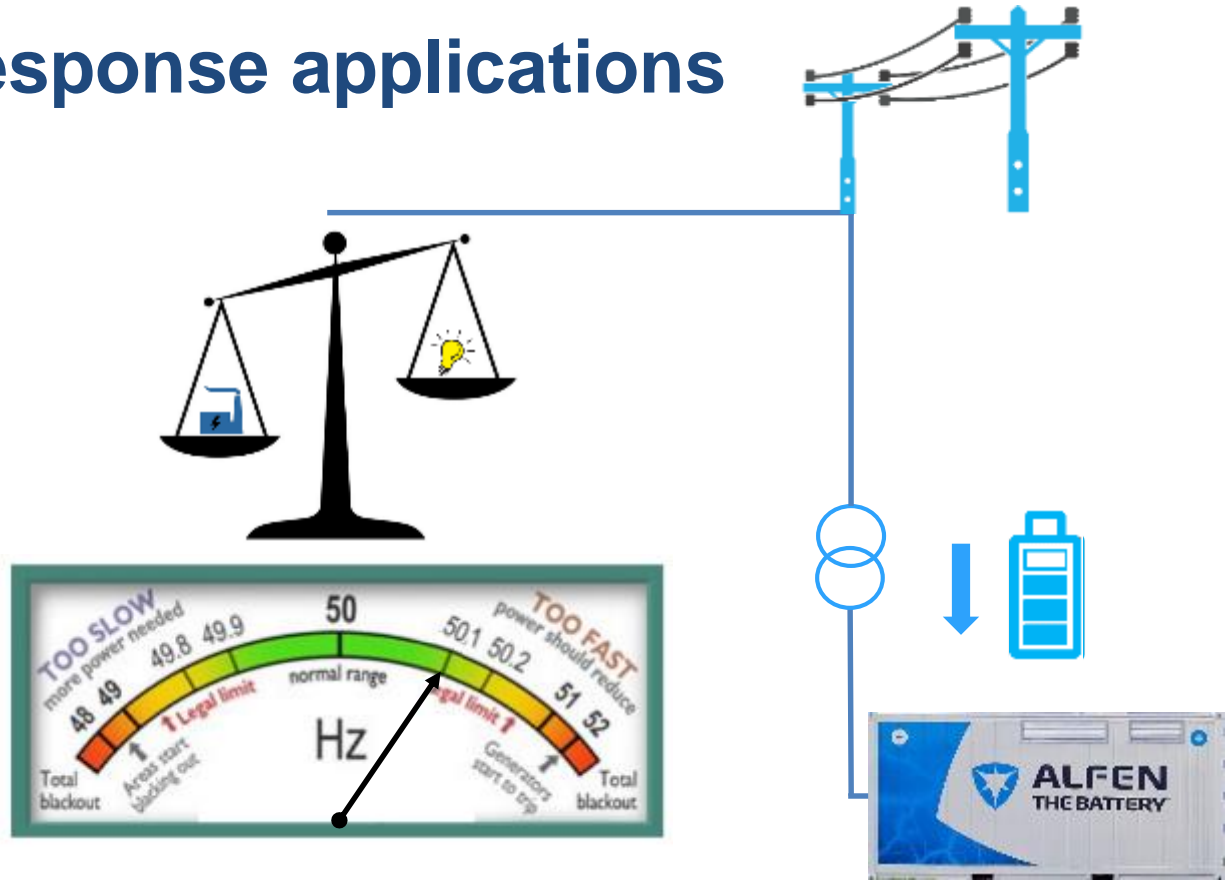 esponse applications
TOO SLOW
more power needed
TOO FAST
power should reduce
48
49
49.8
49.9
50
50.1
50.2
51
52
normal range
Legal limit
egal limit
Hz
Areas start
blacking out
Generators
start to trip
Total
blackout
Total
blackout
ALFEN
THE BATTERY